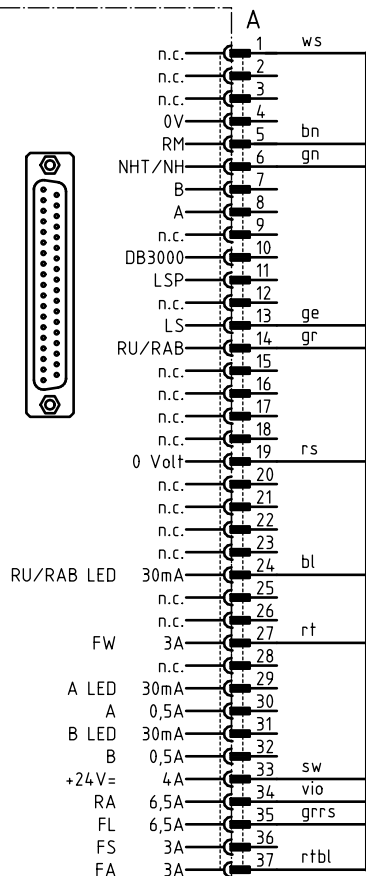 A
n.c. 1 ws
n.c. 2
n.c. 3
0V 4
RM 5 bn
NHT/NH 6 gn
B 7
A 8
n.c. 9
DB3000 10
LSP 11
n.c. 12
LS 13 ge
RU/RAB 14 gr
n.c. 15
n.c. 16
n.c. 17
n.c. 18
0 Volt 19 rs
n.c. 20
n.c. 21
n.c. 22
n.c. 23
RU/RAB LED 30mA 24 bl
n.c. 25
n.c. 26
FW 3A 27 rt
n.c. 28
A LED 30mA 29
A 0,5A 30
B LED 30mA 31
B 0,5A 32
+24V= 4A 33 sw
RA 6,5A 34 vio
FL 6,5A 35 grrs
FS 3A 36
FA 3A 37 rtbl